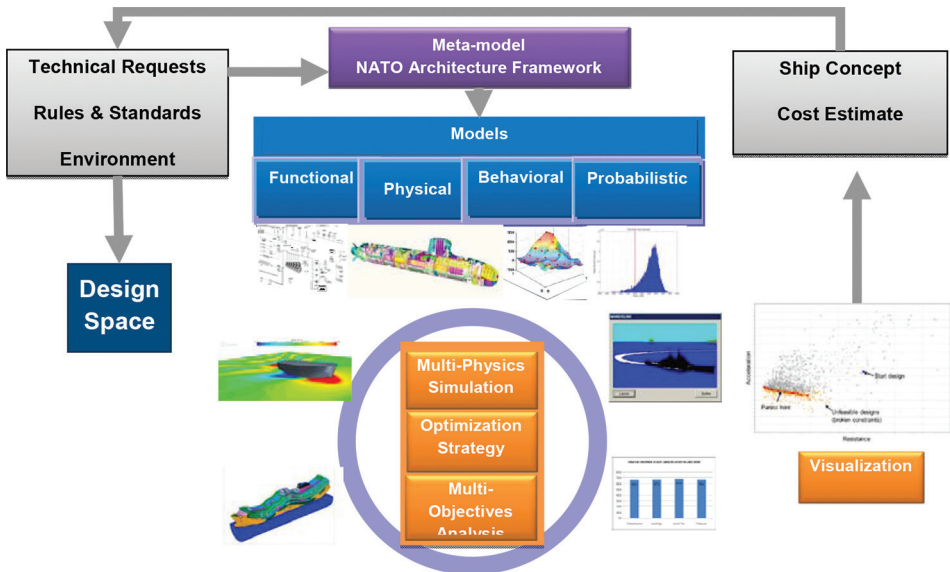 Technical Requests
Rules & Standards
Environment
Meta-model
NATO Architecture Framework
Ship Concept
Cost Estimate
Models
Functional
Physical
Behavioral
Probabilistic
Design
Space
Multi-Physics
Simulation
Optimization
Strategy
Multi-
Objectives
Analysis
Acceleration
Start design
Pareto front
Unfeasible designs
(broken constraints)
Resistance
Visualization